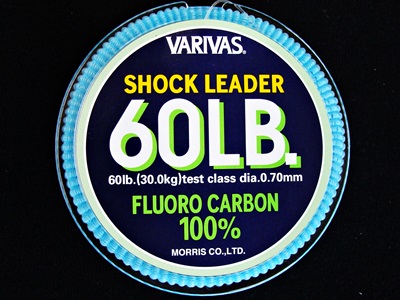 VARIVAS®
SHOCK LEADER
60LB.
60lb.(30.0kg)test class dia.0.70mm
FLUORO CARBON
100%
MORRIS CO.,LTD.